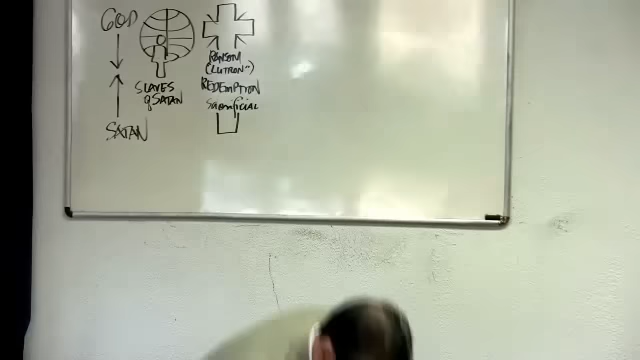 GOD
SATAN
SLAVES
of SATAN
RANSOM
(LUTRON")
REDEMPTION
SACRIFICIAL